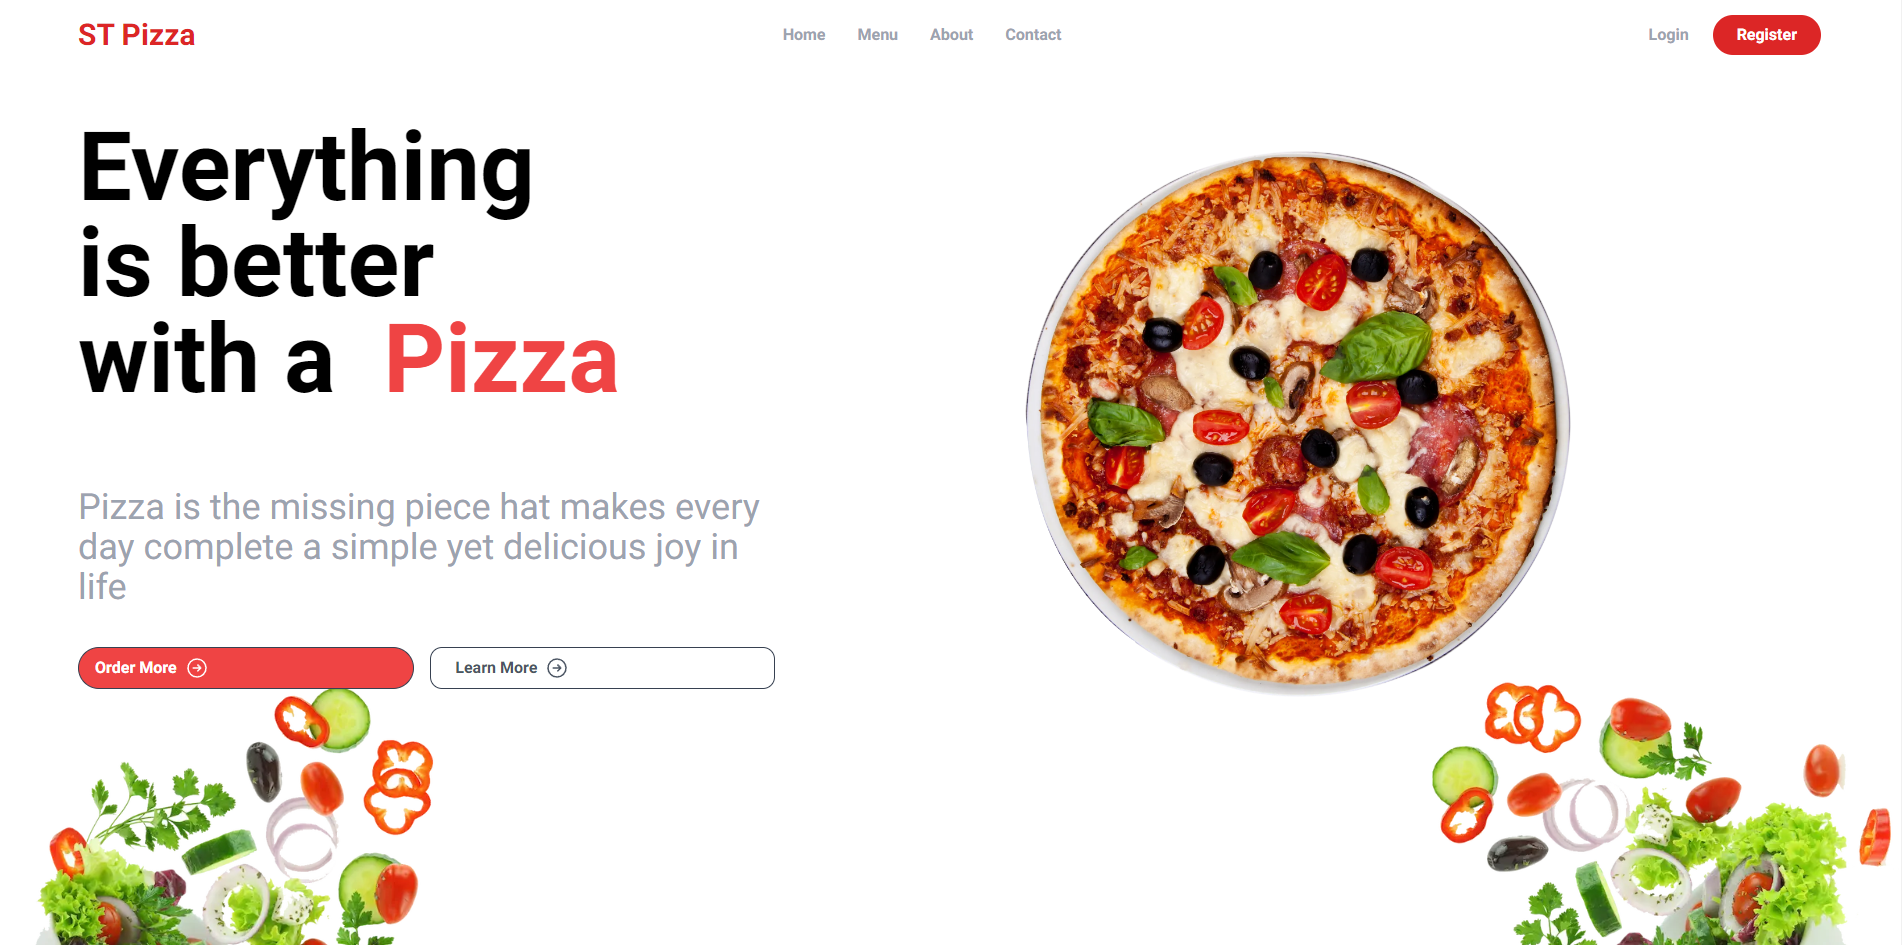 ST Pizza
Home Menu About Contact
Login Register
Everything
is better
with a Pizza
Pizza is the missing piece hat makes every
day complete a simple yet delicious joy in
life
Order More
Learn More